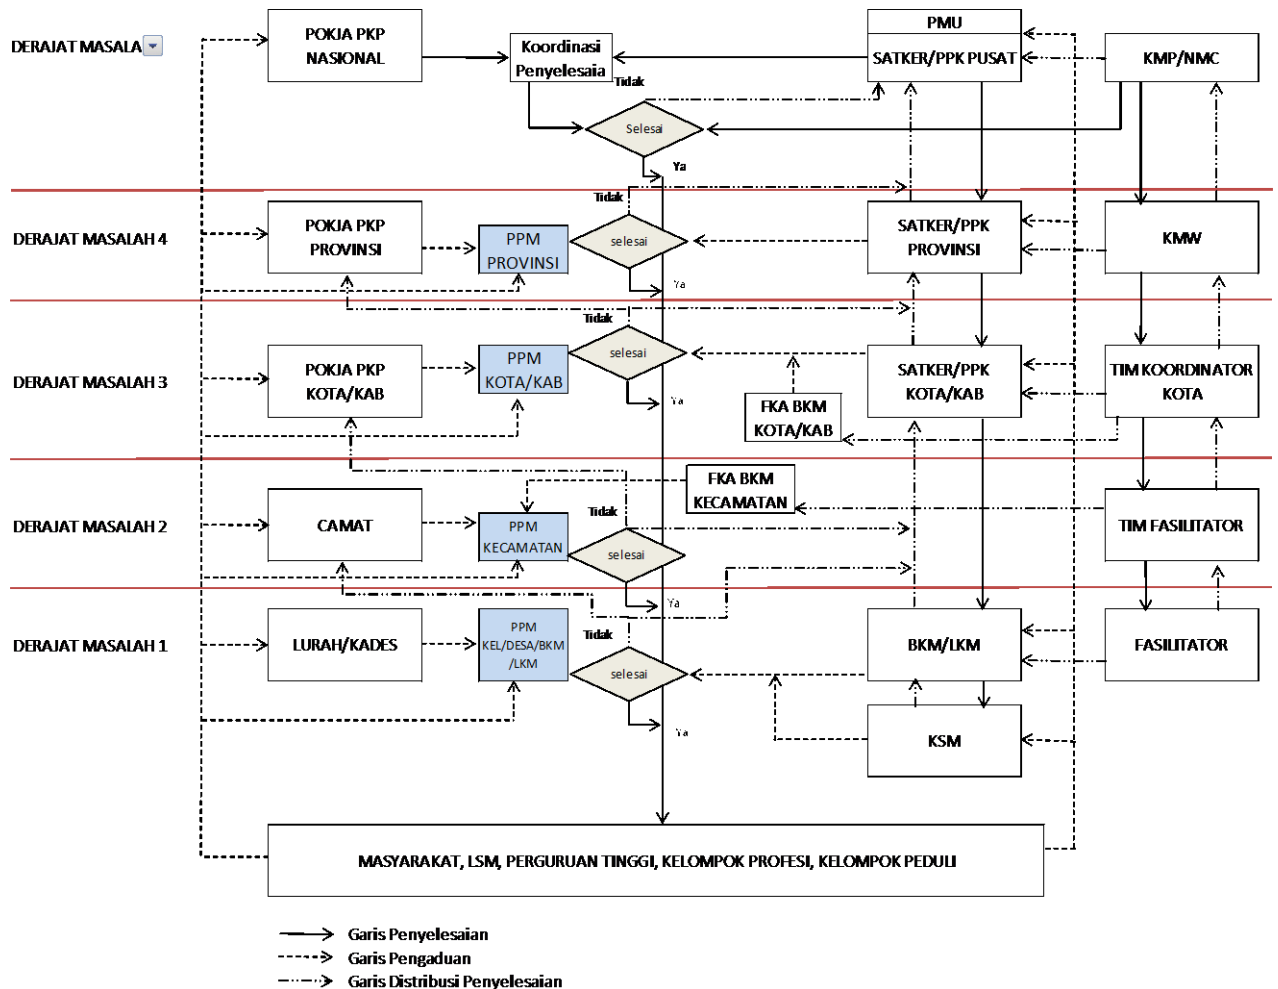 DERAJAT MASALA
POKJA PKP
NASIONAL
Koordinasi
Penyelesaia
PMU
SATKER/PPK PUSAT
KMP/NMC
Tidak
Selesai
Ya
DERAJAT MASALAH 4
POKJA PKP
PROVINSI
PPM
PROVINSI
Tidak
selesai
Ya
SATKER/PPK
PROVINSI
KMW
DERAJAT MASALAH 3
POKJA PKP
KOTA/KAB
PPM
KOTA/KAB
Tidak
selesai
Ya
FKA BKM
KOTA/KAB
SATKER/PPK
KOTA/KAB
TIM KOORDINATOR
KOTA
DERAJAT MASALAH 2
CAMAT
PPM
KECAMATAN
Tidak
selesai
Ya
FKA BKM
KECAMATAN
TIM FASILITATOR
DERAJAT MASALAH 1
LURAH/KADES
PPM
KEL/DESA/BKM
/LKM
Tidak
selesai
Ya
BKM/LKM
FASILITATOR
KSM
MASYARAKAT, LSM, PERGURUAN TINGGI, KELOMPOK PROFESI, KELOMPOK PEDULI
Garis Penyelesaian
Garis Pengaduan
Garis Distribusi Penyelesaian